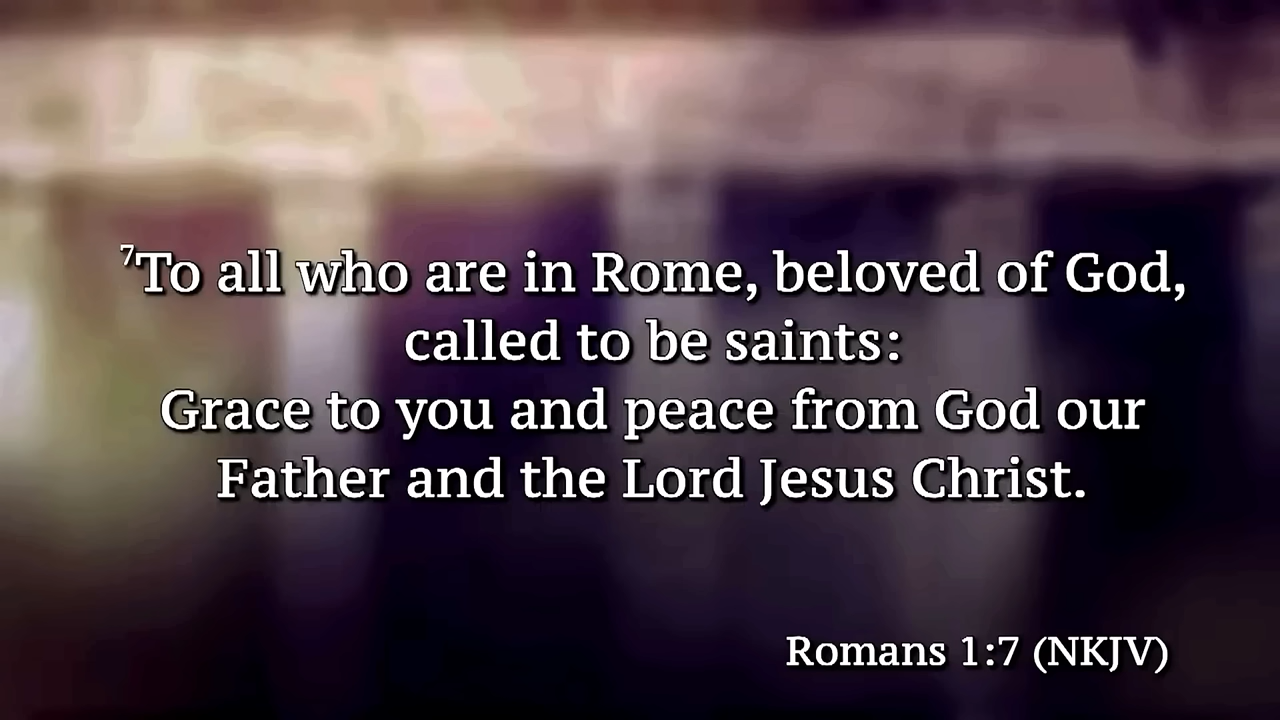 ⁷To all who are in Rome, beloved of God,
called to be saints:
Grace to you and peace from God our
Father and the Lord Jesus Christ.
Romans 1:7 (NKJV)